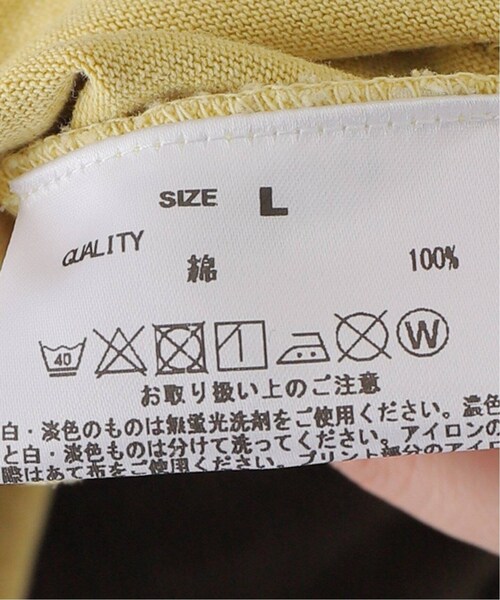 SIZE L
QUALITY
綿 100%
40 W
お取り扱い上のご注意
白・淡色のものは無蛍光洗剤をご使用ください。濃色
と白・淡色のものは分けて洗ってください。アイロンの
際はあて布をご使用ください。プリント部分のアイロ